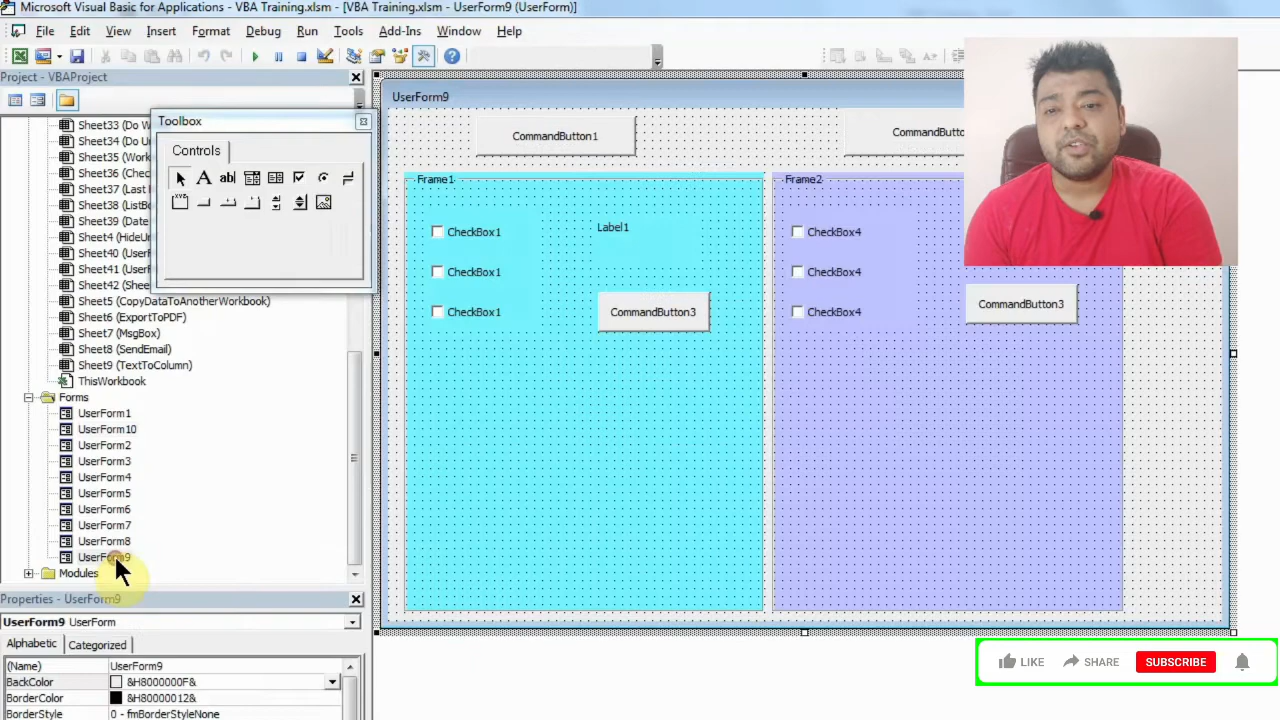 Microsoft Visual Basic for Applications - VBA Training.xlsm - [VBA Training.xlsm - UserForm9 (UserForm)]
File Edit View Insert Format Debug Run Tools Add-Ins Window Help
Project - VBAProject
Sheet33 (Do W
Sheet34 (Do U
Sheet35 (Work
Sheet36 (Chec
Sheet37 (Last
Sheet38 (ListBo
Sheet39 (Date
Sheet4 (HideUn
Sheet40 (UserF
Sheet41 (UserF
Sheet42 (Shee
Sheet5 (CopyDataToAnotherWorkbook)
Sheet6 (ExportToPDF)
Sheet7 (MsgBox)
Sheet8 (SendEmail)
Sheet9 (TextToColumn)
ThisWorkbook
Forms
UserForm1
UserForm10
UserForm2
UserForm3
UserForm4
UserForm5
UserForm6
UserForm7
UserForm8
UserForm9
Modules
Toolbox
Controls
Properties - UserForm9
UserForm9 UserForm
Alphabetic Categorized
(Name) UserForm9
BackColor &H8000000F&
BorderColor &H80000012&
BorderStyle 0 - fmBorderStyleNone
UserForm9
CommandButton1
CommandButto
Frame1
CheckBox1
CheckBox1
CheckBox1
Label1
CommandButton3
Frame2
CheckBox4
CheckBox4
CheckBox4
CommandButton3
LIKE SHARE SUBSCRIBE